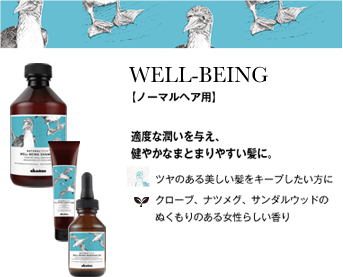 WELL-BEING
【ノーマルヘア用】
適度な潤いを与え、
健やかなまとまりやすい髪に。
ツヤのある美しい髪をキープしたい方に
クローブ、ナツメグ、サンダルウッドの
ぬくもりのある女性らしい香り
WELL-BEING SHAMPOO
davines